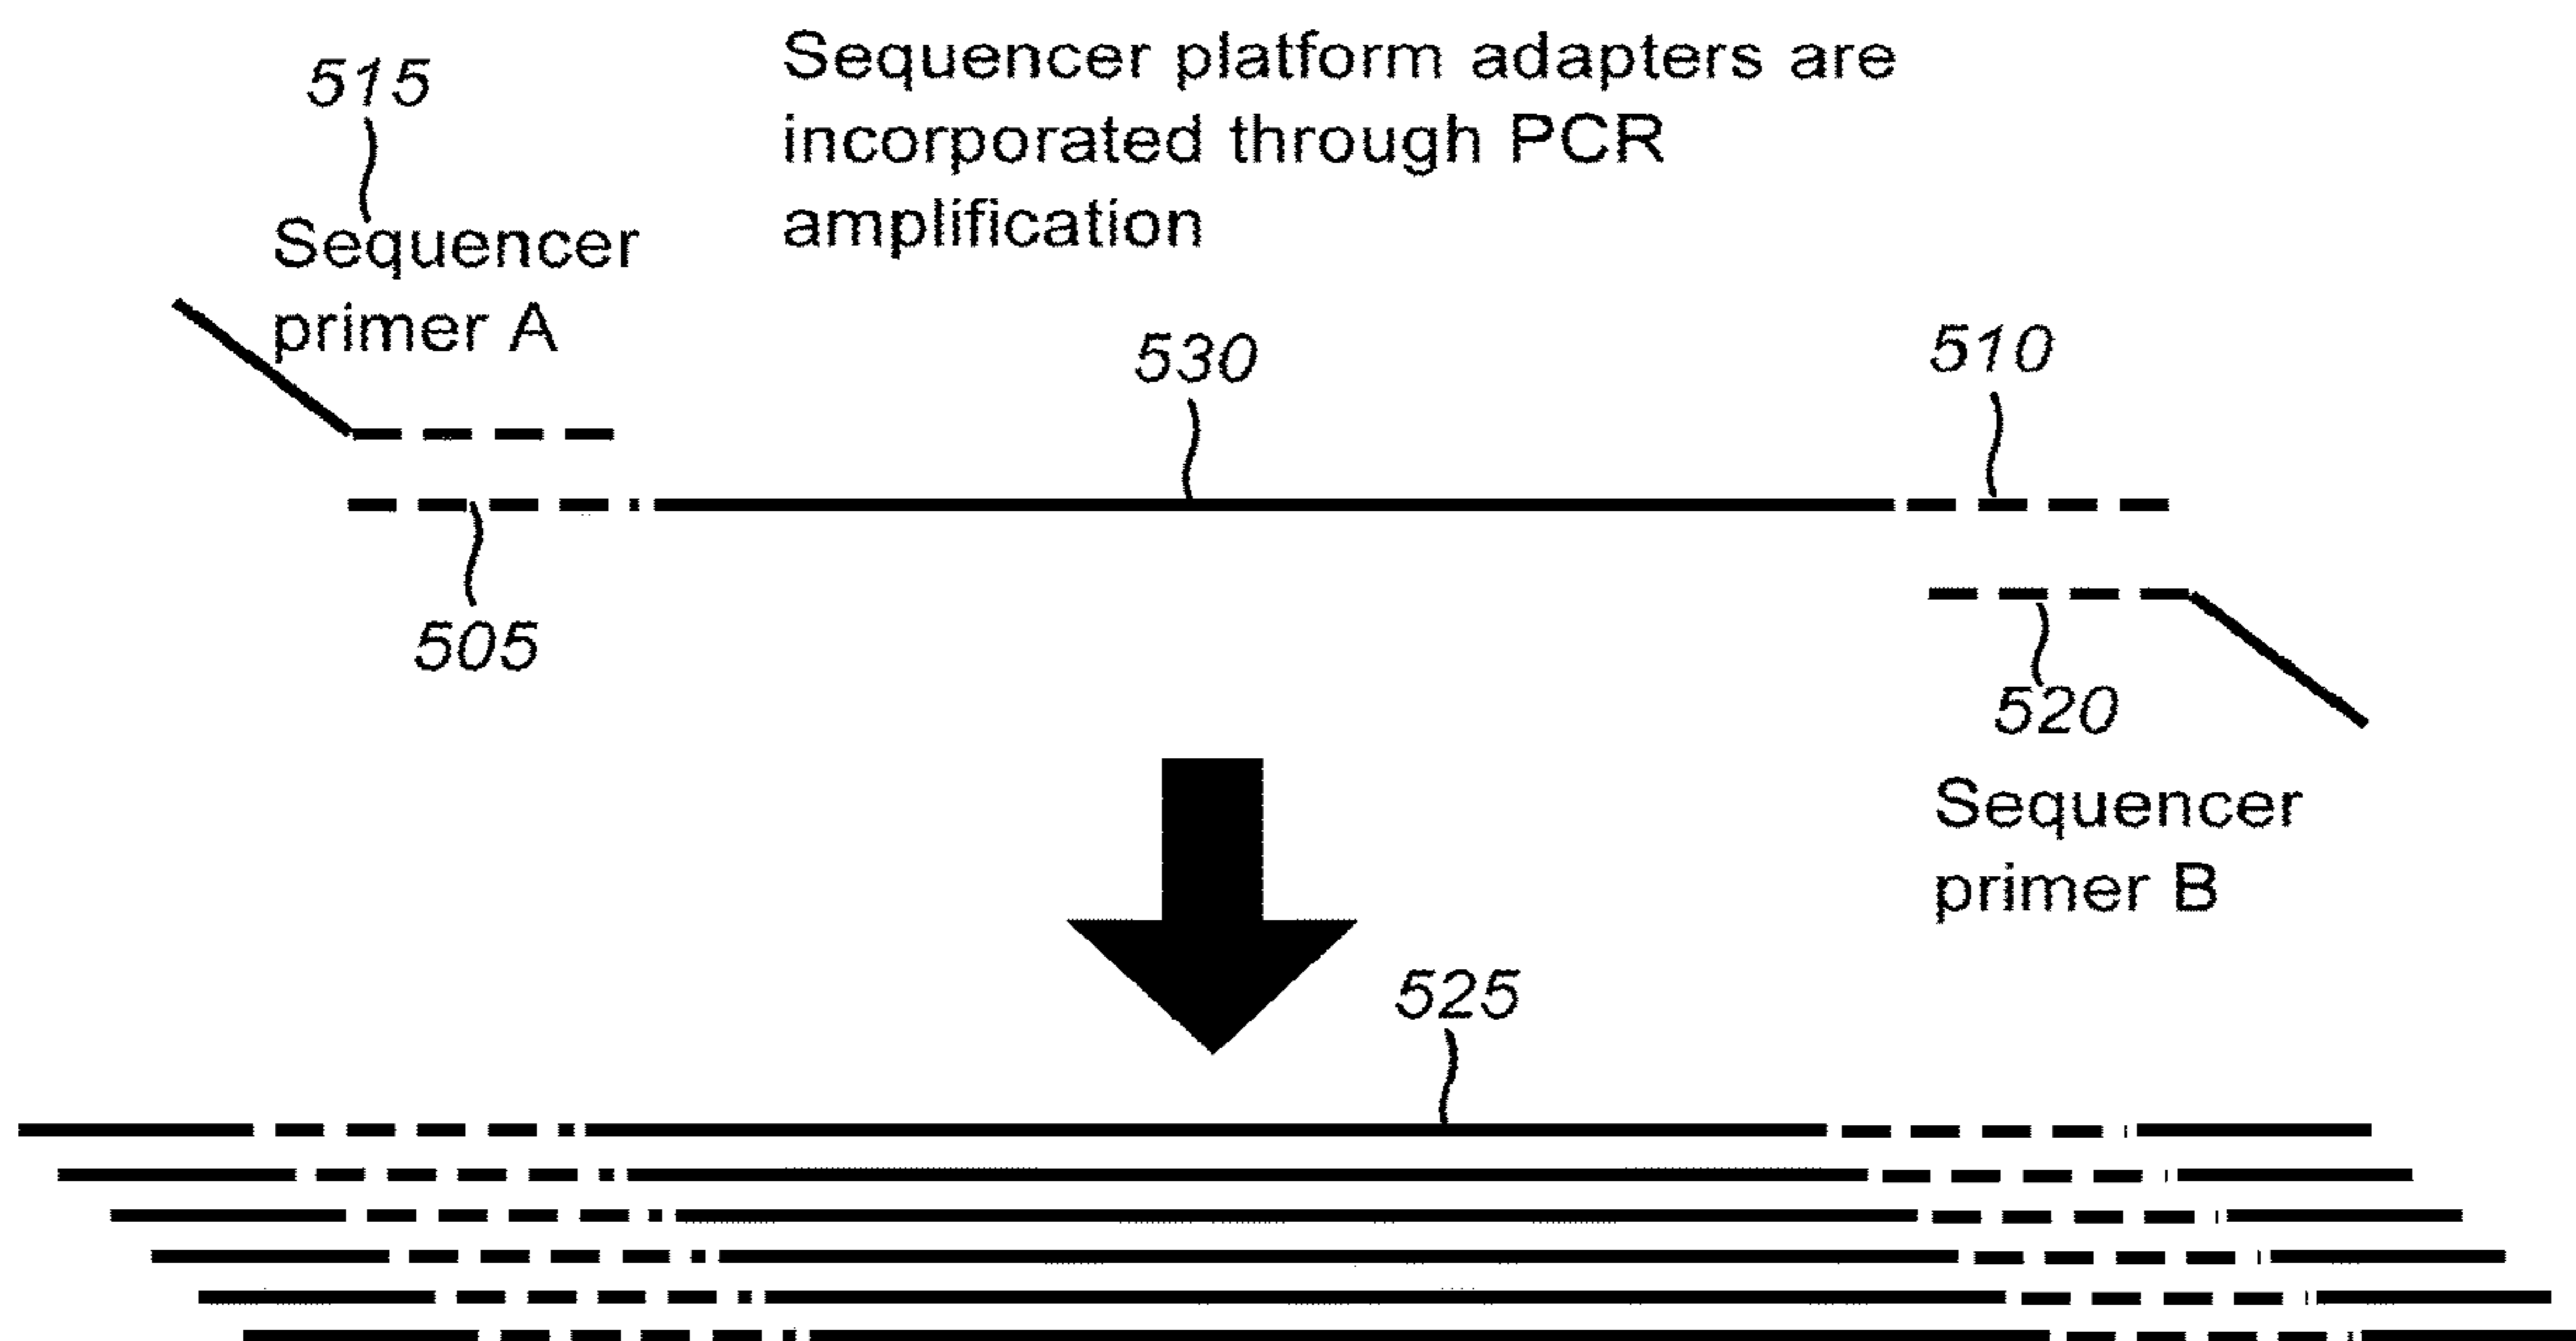 515
Sequencer platform adapters are
incorporated through PCR
amplification
Sequencer
primer A
530
510
505
520
Sequencer
primer B
525